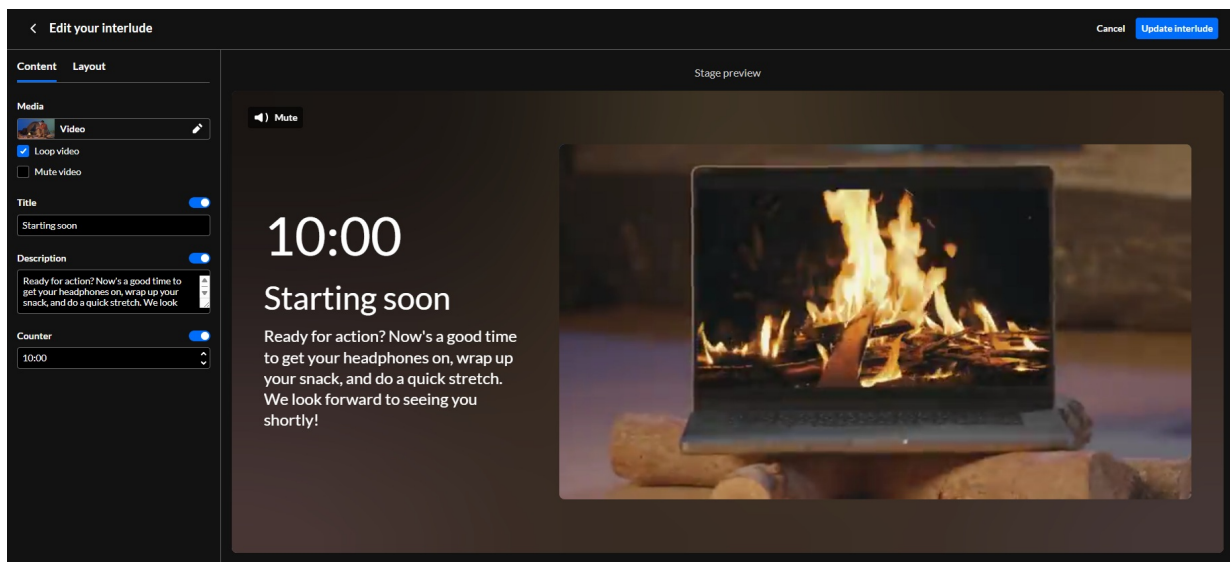 Edit your interlude
Cancel
Update interlude
Content
Layout
Media
Video
Loop video
Mute video
Title
Starting soon
Description
Ready for action? Now's a good time to
get your headphones on, wrap up your
snack, and do a quick stretch. We look
Counter
10:00
Stage preview
Mute
10:00
Starting soon
Ready for action? Now's a good time
to get your headphones on, wrap up
your snack, and do a quick stretch.
We look forward to seeing you
shortly!